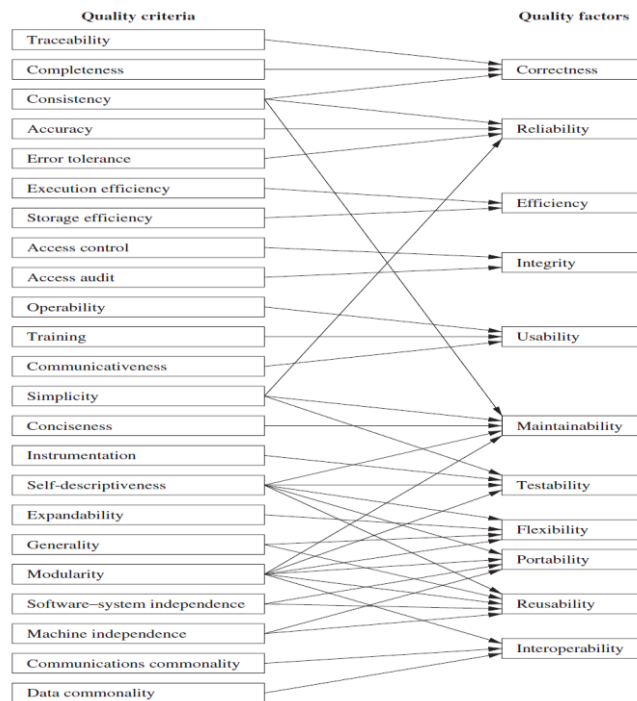 Quality criteria
Quality factors
Traceability
Completeness
Correctness
Consistency
Accuracy
Reliability
Error tolerance
Execution efficiency
Efficiency
Storage efficiency
Access control
Integrity
Access audit
Operability
Training
Usability
Communicativeness
Simplicity
Conciseness
Maintainability
Instrumentation
Self-descriptiveness
Testability
Expandability
Flexibility
Generality
Portability
Modularity
Software–system independence
Reusability
Machine independence
Interoperability
Communications commonality
Data commonality